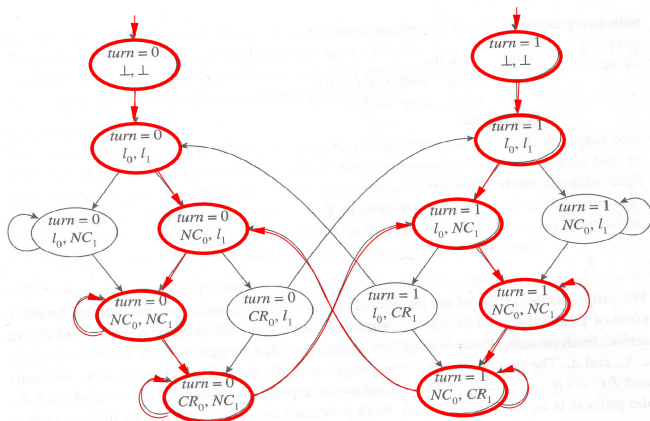 turn = 0
⊥, ⊥
turn = 1
⊥, ⊥
turn = 0
l₀, l₁
turn = 1
l₀, l₁
turn = 0
l₀, NC₁
turn = 0
NC₀, l₁
turn = 1
l₀, NC₁
turn = 1
NC₀, l₁
turn = 0
NC₀, NC₁
turn = 0
CR₀, l₁
turn = 1
l₀, CR₁
turn = 1
NC₀, NC₁
turn = 0
CR₀, NC₁
turn = 1
NC₀, CR₁